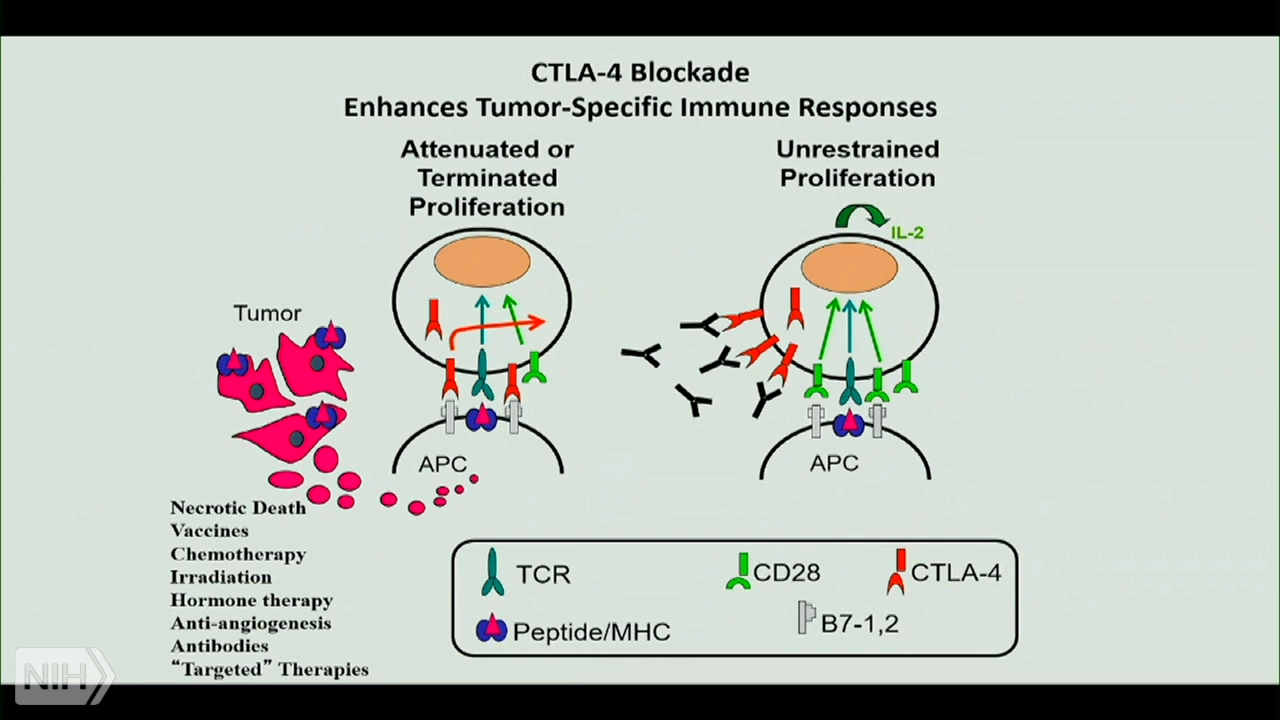 CTLA-4 Blockade
Enhances Tumor-Specific Immune Responses
Attenuated or
Terminated
Proliferation
Unrestrained
Proliferation
IL-2
Tumor
APC
APC
Necrotic Death
Vaccines
Chemotherapy
Irradiation
Hormone therapy
Anti-angiogenesis
Antibodies
“Targeted” Therapies
TCR
CD28
CTLA-4
Peptide/MHC
B7-1,2
NIH